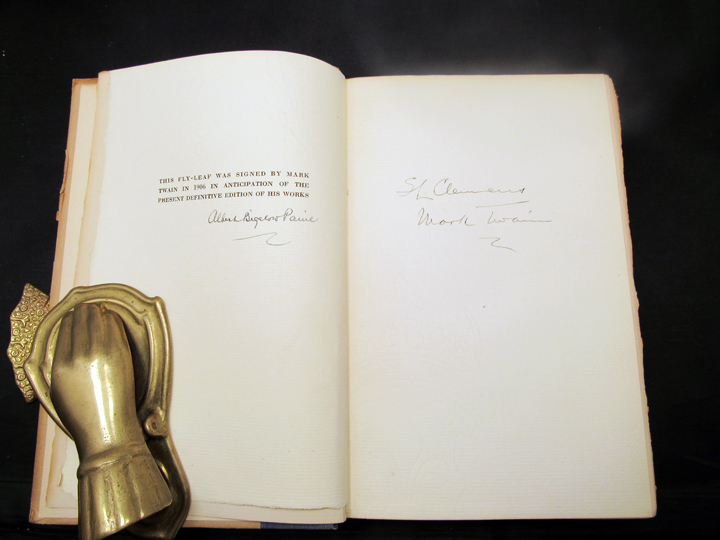 THIS FLY-LEAF WAS SIGNED BY MARK
TWAIN IN 1906 IN ANTICIPATION OF THE
PRESENT DEFINITIVE EDITION OF HIS WORKS
Albert Bigelow Paine
SL Clemens
Mark Twain